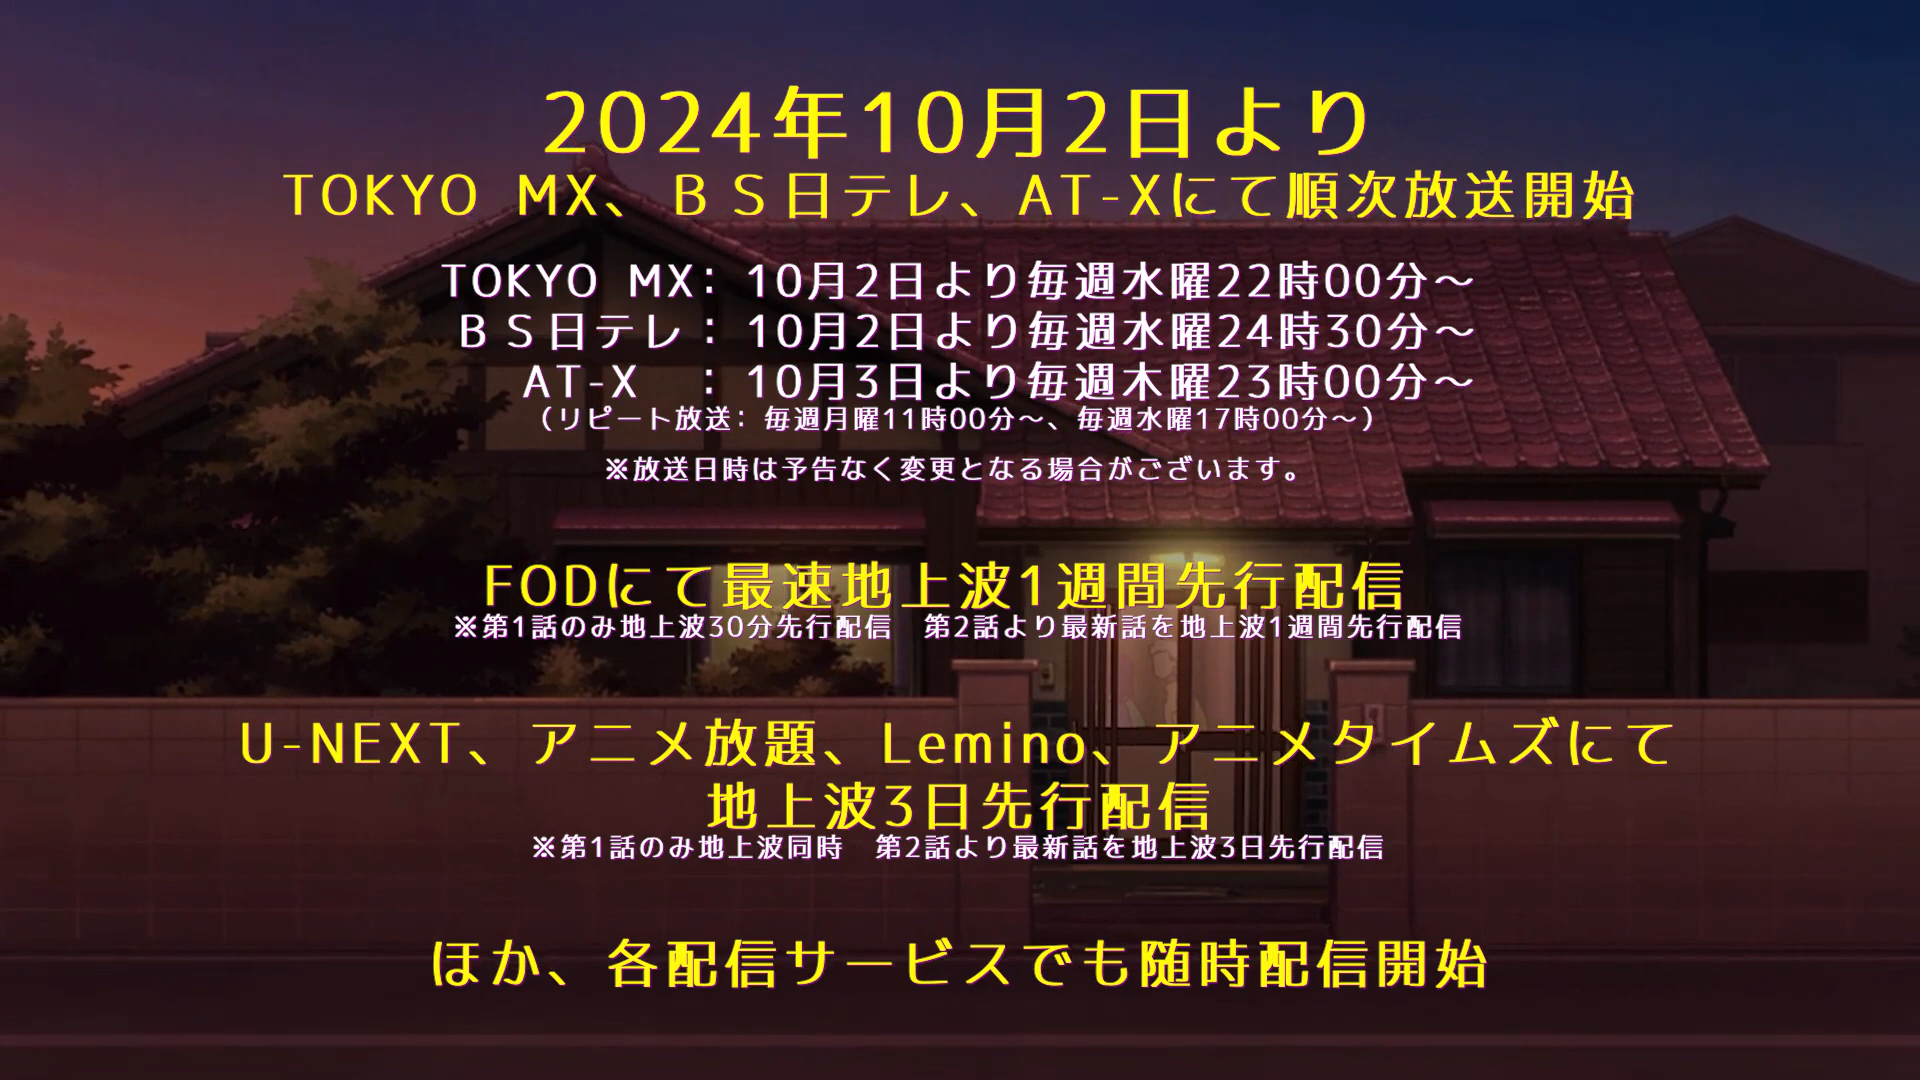 2024年10月2日より
TOKYO MX、ＢＳ日テレ、AT-Xにて順次放送開始
TOKYO MX：10月2日より毎週水曜22時00分～
ＢＳ日テレ：10月2日より毎週水曜24時30分～
AT-X　：10月3日より毎週木曜23時00分～
（リピート放送：毎週月曜11時00分～、毎週水曜17時00分～）
※放送日時は予告なく変更となる場合がございます。
FODにて最速地上波1週間先行配信
※第1話のみ地上波30分先行配信　第2話より最新話を地上波1週間先行配信
U-NEXT、アニメ放題、Lemino、アニメタイムズにて
地上波3日先行配信
※第1話のみ地上波同時　第2話より最新話を地上波3日先行配信
ほか、各配信サービスでも随時配信開始